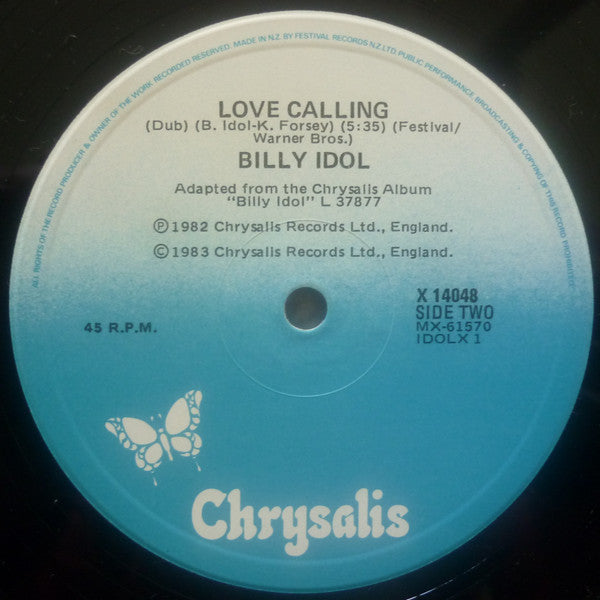 ALL RIGHTS OF THE RECORD PRODUCER & OWNER OF THE WORK RECORDED RESERVED. MADE IN N.Z. BY FESTIVAL RECORDS N.Z. LTD. PUBLIC PERFORMANCE BROADCASTING & COPYING OF THIS RECORD PROHIBITED
LOVE CALLING
(Dub) (B. Idol-K. Forsey) (5:35) (Festival/
Warner Bros.)
BILLY IDOL
Adapted from the Chrysalis Album
"Billy Idol" L 37877
Ⓟ1982 Chrysalis Records Ltd., England.
©1983 Chrysalis Records Ltd., England.
45 R.P.M.
X 14048
SIDE TWO
MX-61570
IDOLX 1
Chrysalis